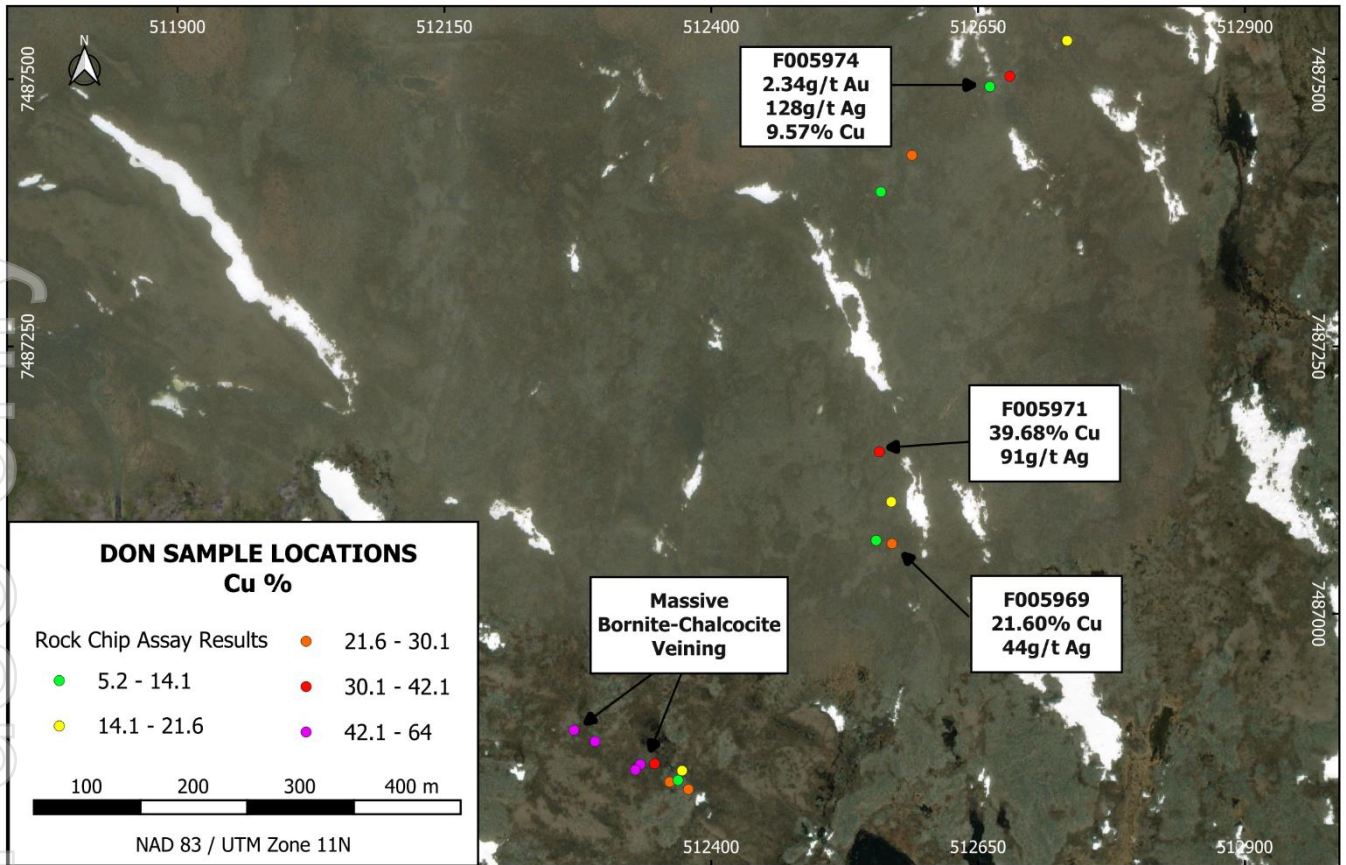 511900
512150
512400
512650
512900
N
7487500
7487500
F005974
2.34g/t Au
128g/t Ag
9.57% Cu
7487250
7487250
F005971
39.68% Cu
91g/t Ag
F005969
21.60% Cu
44g/t Ag
7487000
Massive
Bornite-Chalcocite
Veining
DON SAMPLE LOCATIONS
Cu %
Rock Chip Assay Results
5.2 - 14.1
14.1 - 21.6
21.6 - 30.1
30.1 - 42.1
42.1 - 64
100 200 300 400 m
NAD 83 / UTM Zone 11N
512400
512650
512900